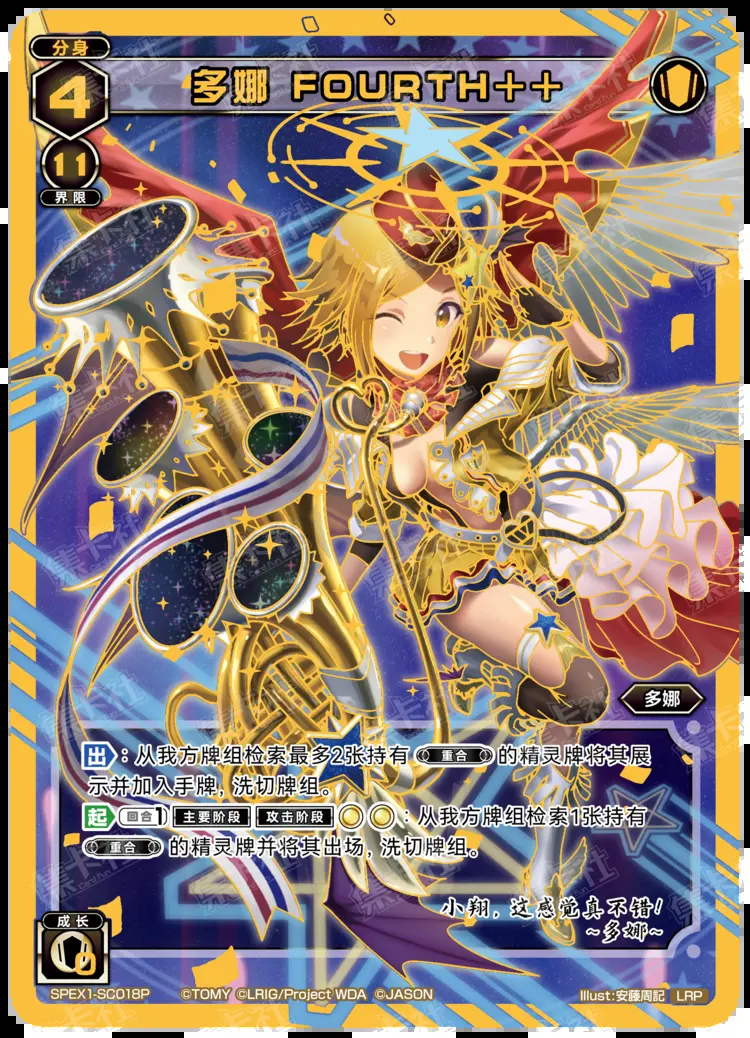 分身
4
多娜 FOURTH++
11
界限
多娜
出：从我方牌组检索最多2张持有 重合 的精灵牌将其展
示并加入手牌, 洗切牌组。
起 回合1 主要阶段 攻击阶段 ：从我方牌组检索1张持有
重合 的精灵牌并将其出场, 洗切牌组。
小翔, 这感觉真不错!
~多娜~
成长
0
SPEX1-SC018P ©TOMY ©LRIG/Project WDA ©JASON Illust:安藤周記 LRP
集卡社